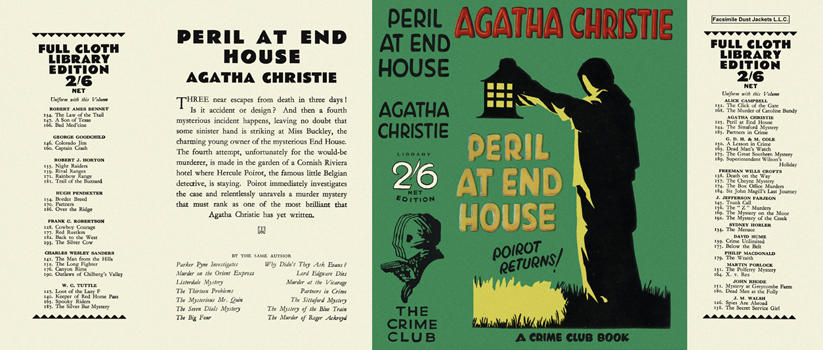 FULL CLOTH
LIBRARY
EDITION
2/6
NET
Uniform with this Volume
ROBERT AMES BENNET
134. The Law of the Trail
147. A Son of Texas
166. Bad Med'cine
GEORGE GOODCHILD
146. Colorado Jim
160. Captain Crash
ROBERT J. HORTON
135. Night Raiders
159. Rival Ranges
171. Rainbow Range
181. Trail of the Buzzard
HUGH PENDEXTER
154. Border Breed
170. Partners
186. Over the Ridge
FRANK C. ROBERTSON
118. Cowboy Courage
177. Red Rustlers
182. Back to the West
193. The Silver Cow
CHARLES WESLEY SANDERS
141. The Man from the Hills
152. The Long Fighter
176. Canyon Rims
190. Outlaws of Chilberg's Valley
W. C. TUTTLE
127. Loot of the Lazy F
140. Keeper of Red Horse Pass
165. Spooky Riders
187. The Silver Bar Mystery
PERIL AT END
HOUSE
AGATHA CHRISTIE
THREE near escapes from death in three days!
Is it accident or design? And then a fourth
mysterious incident happens, leaving no doubt that
some sinister hand is striking at Miss Buckley, the
charming young owner of the mysterious End House.
The fourth attempt, unfortunately for the would-be
murderer, is made in the garden of a Cornish Riviera
hotel where Hercule Poirot, the famous little Belgian
detective, is staying. Poirot immediately investigates
the case and relentlessly unravels a murder mystery
that must rank as one of the most brilliant that
Agatha Christie has yet written.
BY THE SAME AUTHOR
Parker Pyne Investigates Why Didn't They Ask Evans?
Murder on the Orient Express Lord Edgware Dies
Listerdale Mystery Murder at the Vicarage
The Thirteen Problems Partners in Crime
The Mysterious Mr. Quin The Sittaford Mystery
The Seven Dials Mystery The Mystery of the Blue Train
The Big Four The Murder of Roger Ackroyd
PERIL
AT END
HOUSE
AGATHA
CHRISTIE
LIBRARY
2/6
NET
EDITION
THE
CRIME
CLUB
AGATHA CHRISTIE
PERIL
AT END
HOUSE
POIROT
RETURNS!
A CRIME CLUB BOOK
Facsimile Dust Jackets L.L.C.
FULL CLOTH
LIBRARY
EDITION
2/6
NET
Uniform with this Volume
ALICE CAMPBELL
132. The Click of the Gate
The Murder of Caroline Bundy
AGATHA CHRISTIE
125. Peril at End House
144. The Sittaford Mystery
185. Partners in Crime
G. D. H. & M. COLE
130. A Lesson in Crime
163. Dead Man's Watch
175. The Great Southern Mystery
189. Superintendent Wilson's
Holiday
FREEMAN WILLS CROFTS
138. Death on the Way
157. The Cheyne Mystery
174. The Box Office Murders
184. Sir John Magill's Last Journey
J. JEFFERSON FARJEON
145. Trunk Call
156. The "Z" Murders
169. The Mystery on the Moor
192. The Mystery of the Creek
SYDNEY HORLER
139. The Menace
DAVID HUME
159. Crime Unlimited
173. Below the Belt
PHILIP MACDONALD
179. The Wraith
MARTIN PORLOCK
151. The Polferry Mystery
164. X. v. Rex
JOHN RHODE
151. Mystery at Greycombe Farm
180. Dead Men at the Folly
J. M. WALSH
126. Spies Are Abroad
158. The Secret Service Girl